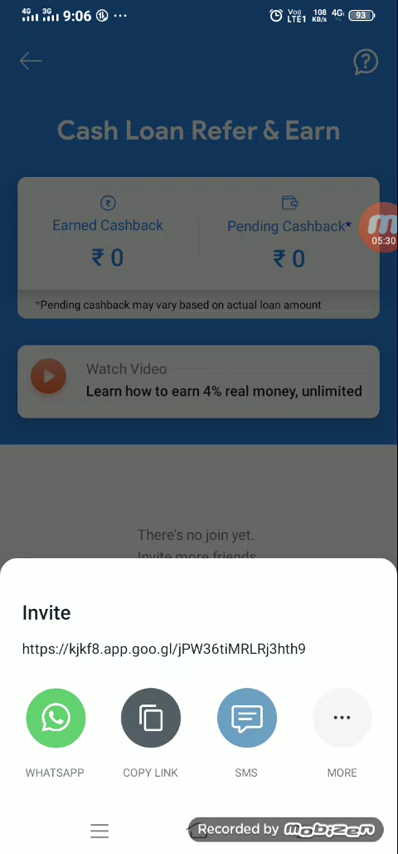 4G 3G 9:06 ... Vo) LTE1 108 KB/s 4G 93
Cash Loan Refer & Earn
Earned Cashback
₹ 0
Pending Cashback*
₹ 0
*Pending cashback may vary based on actual loan amount
05:30
Watch Video
Learn how to earn 4% real money, unlimited
There's no join yet.
Invite more friends
Invite
https://kjkf8.app.goo.gl/jPW36tiMRLRj3hth9
WHATSAPP
COPY LINK
SMS
MORE
Recorded by mobizen